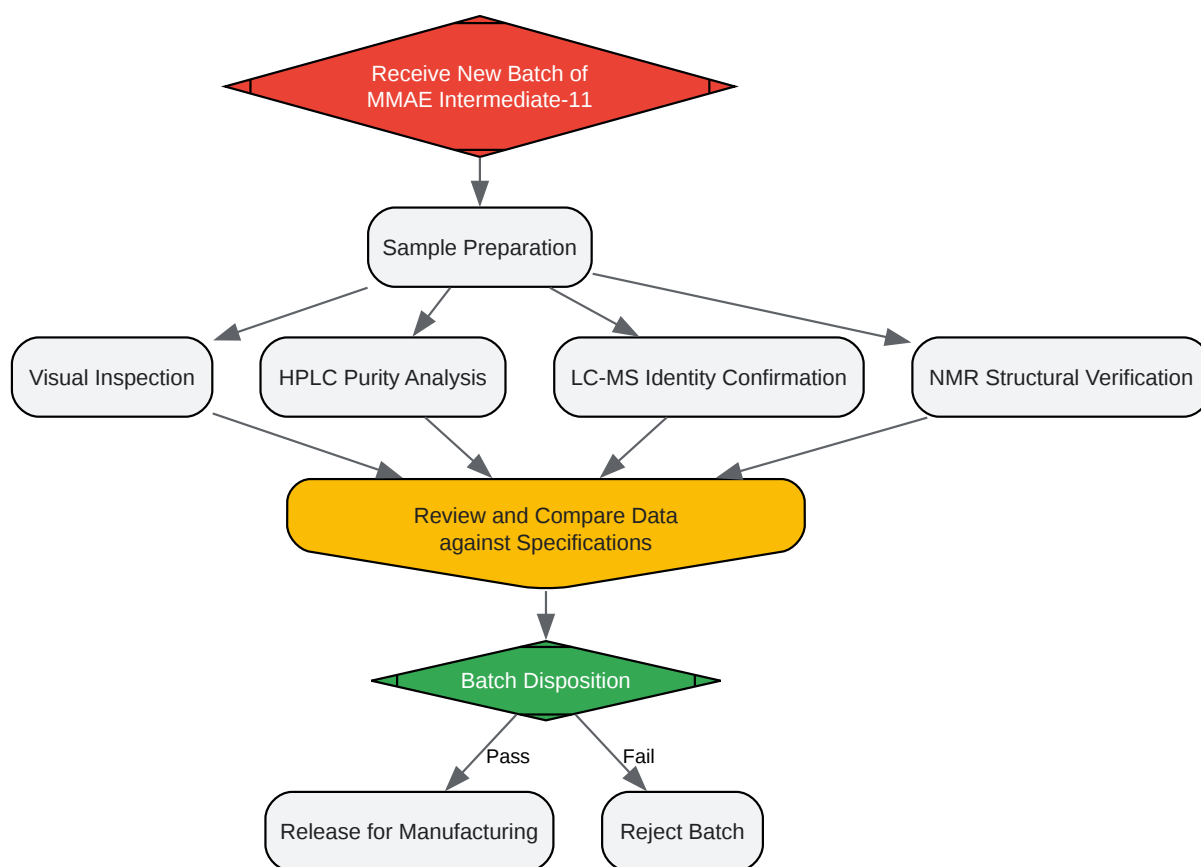 Receive New Batch of
MMAE Intermediate-11
Sample Preparation
Visual Inspection
HPLC Purity Analysis
LC-MS Identity Confirmation
NMR Structural Verification
Review and Compare Data
against Specifications
Batch Disposition
Pass
Fail
Release for Manufacturing
Reject Batch